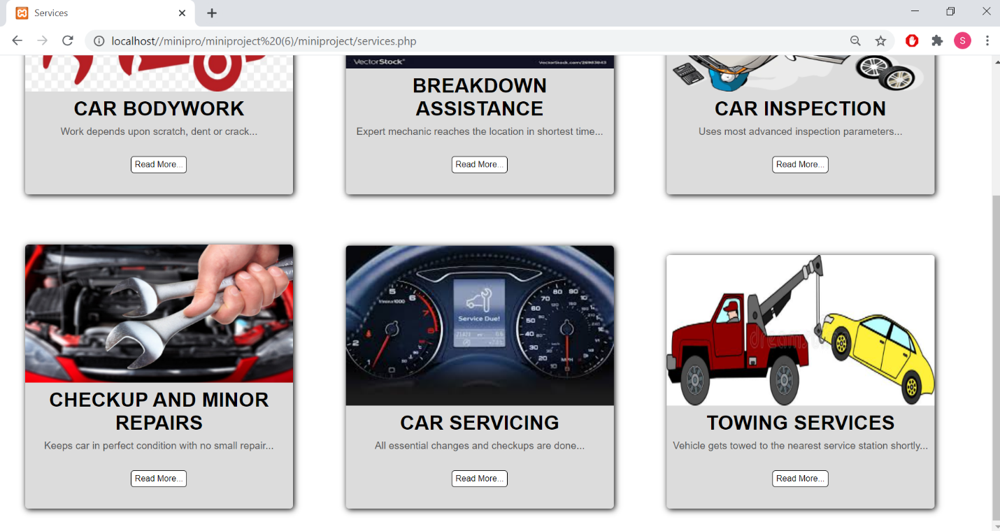 Services
localhost//minipro/miniproject%20(6)/miniproject/services.php
S
VectorStock®
VectorStock.com/26983843
CAR BODYWORK
Work depends upon scratch, dent or crack...
Read More...
BREAKDOWN
ASSISTANCE
Expert mechanic reaches the location in shortest time...
Read More...
CAR INSPECTION
Uses most advanced inspection parameters...
Read More...
CHECKUP AND MINOR
REPAIRS
Keeps car in perfect condition with no small repair...
Read More...
Service Due!
CAR SERVICING
All essential changes and checkups are done...
Read More...
TOWING SERVICES
Vehicle gets towed to the nearest service station shortly...
Read More...